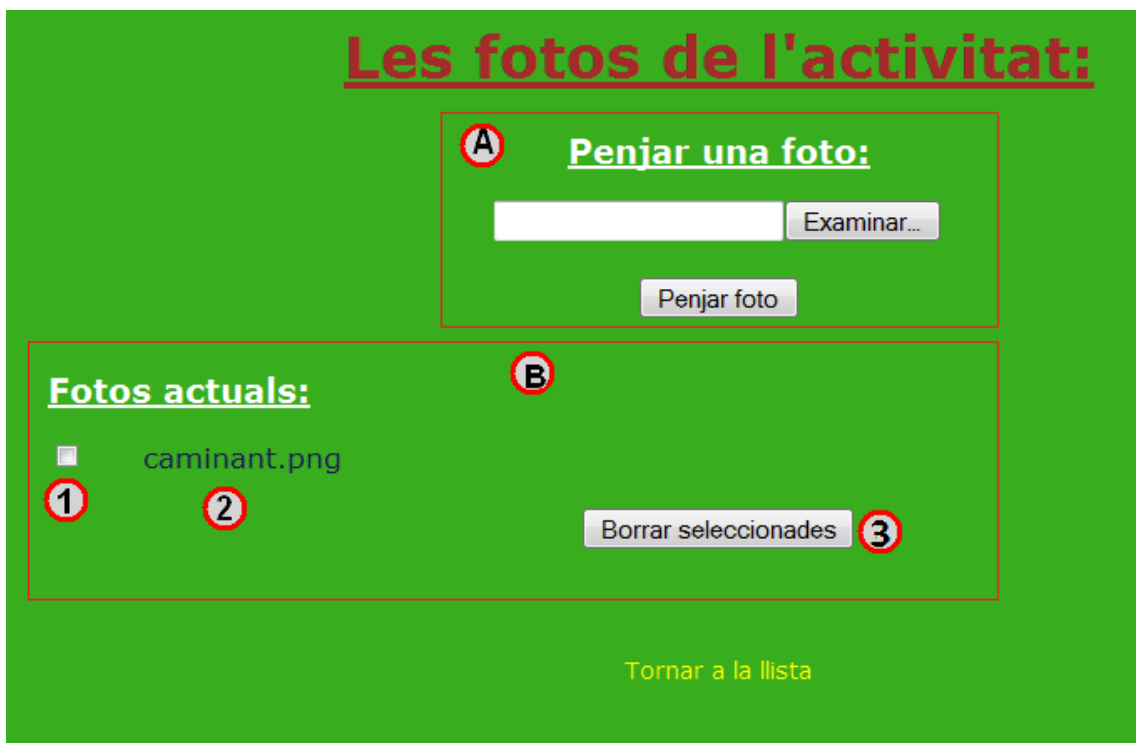 Les fotos de l'activitat:
A
Penjar una foto:
Examinar...
Penjar foto
B
Fotos actuals:
caminant.png
1
2
Borrar seleccionades
3
Tornar a la llista